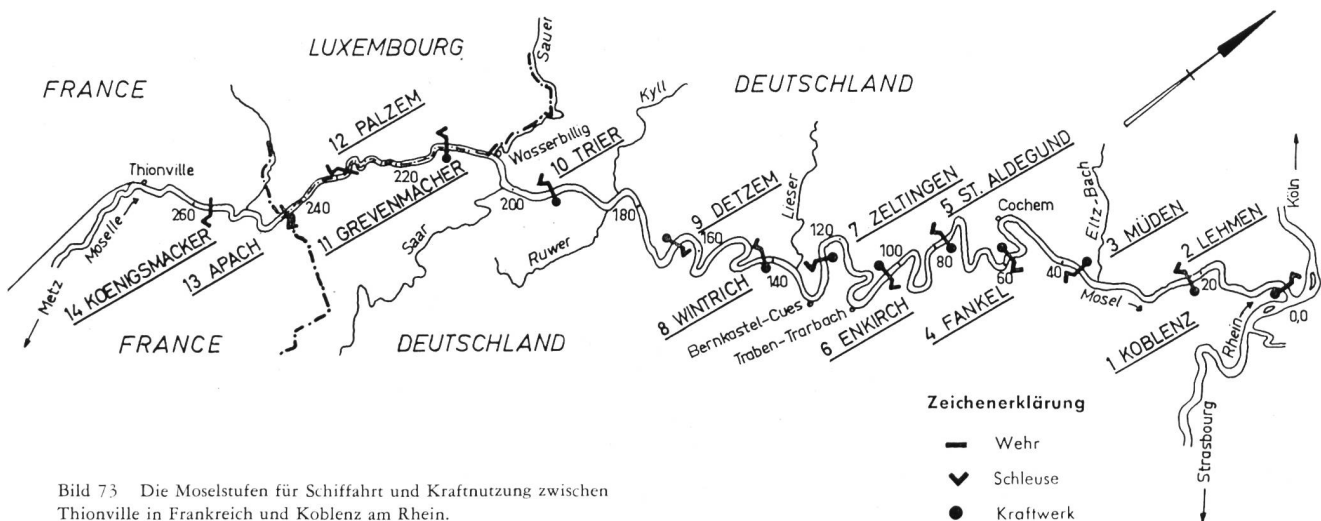 FRANCE
LUXEMBOURG
DEUTSCHLAND
Sauer
Kyll
Thionville
Moselle
Metz
260
240
220
200
180
160
140
120
100
80
60
40
20
0,0
14 KOENIGSMACKER
13 APACH
12 PALZEM
11 GREVENMACHER
Wasserbillig
10 TRIER
Saar
Ruwer
9 DETZEM
8 WINTRICH
Lieser
7 ZELTINGEN
Bernkastel-Cues
Traben-Trarbach
6 ENKIRCH
5 ST. ALDEGUND
4 FANKEL
Cochem
Eltz-Bach
3 MÜDEN
Mosel
2 LEHMEN
1 KOBLENZ
Rhein
Köln
Strasbourg
FRANCE
DEUTSCHLAND
Zeichenerklärung
Wehr
Schleuse
Kraftwerk
Bild 73 Die Moselstufen für Schiffahrt und Kraftnutzung zwischen
Thionville in Frankreich und Koblenz am Rhein.